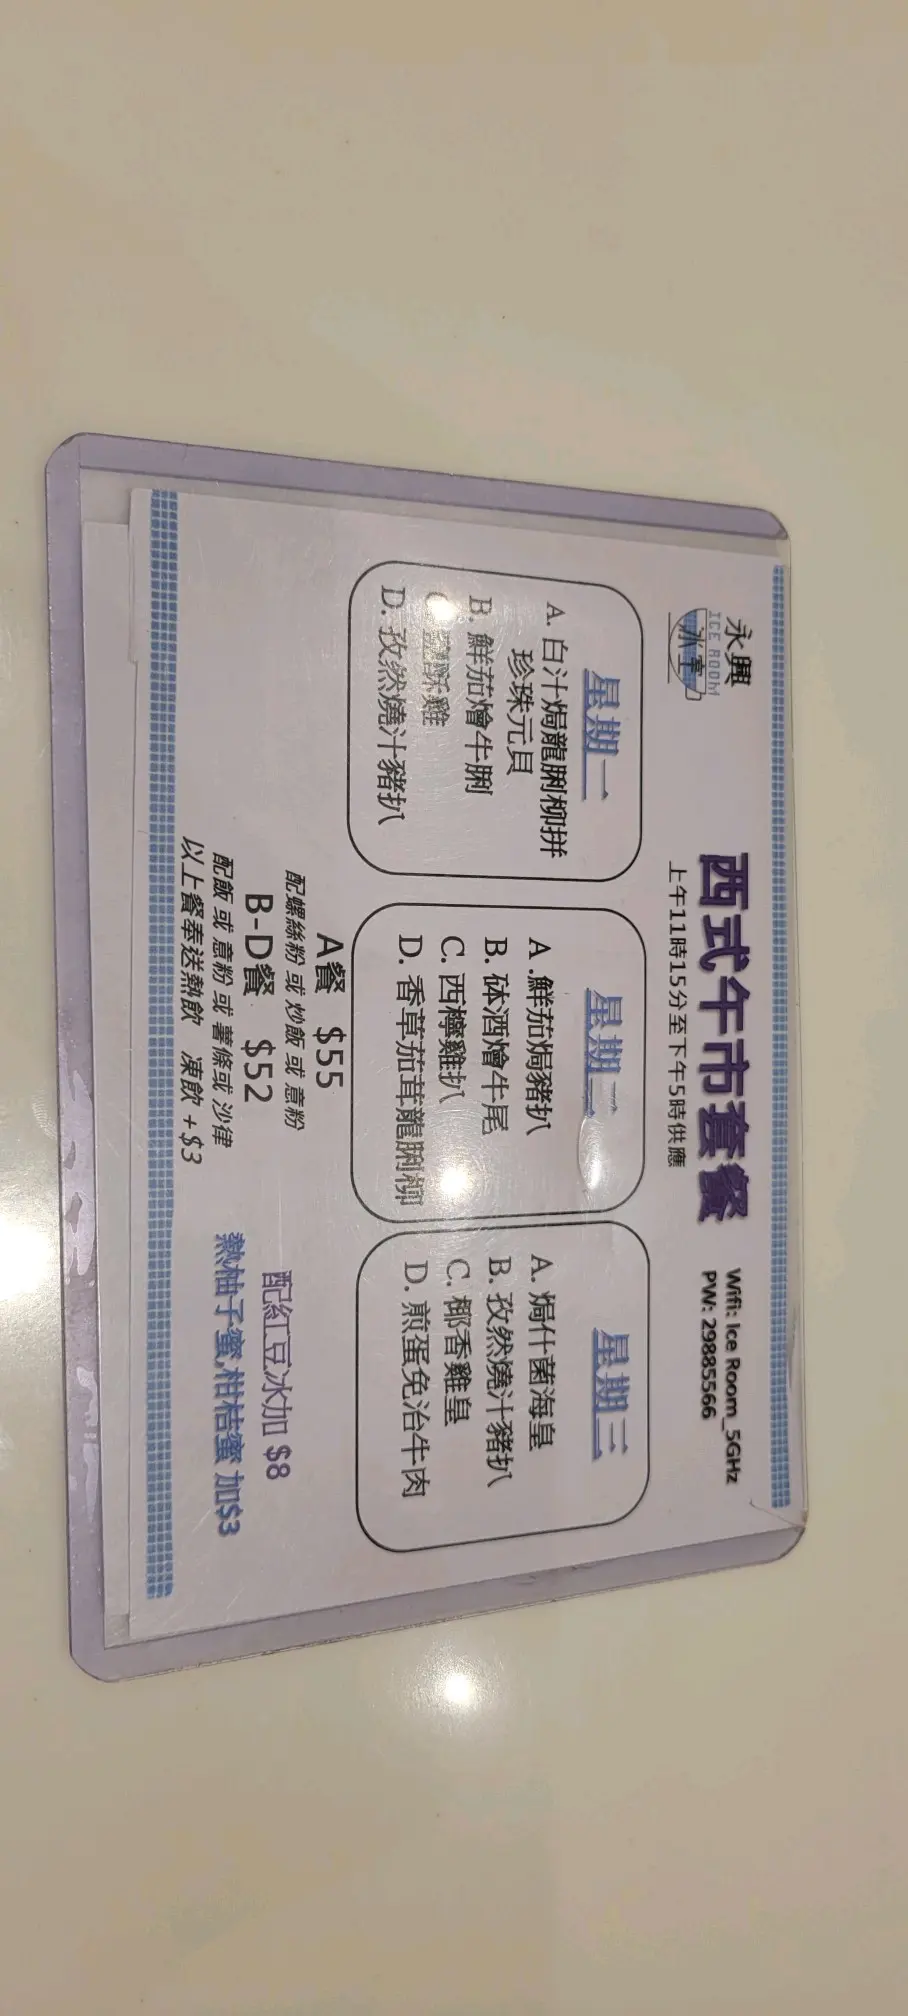 永興
ICE ROOM
冰室
西式午市套餐
上午11時15分至下午5時供應
Wifi: Ice Room_5GHz
PW: 29885566
星期一
A. 白汁焗龍脷柳拼
珍珠元貝
B. 鮮茄燴牛脷
酥雞
D. 孜然燒汁豬扒
星期二
A .鮮茄焗豬扒
B. 砵酒燴牛尾
C. 西檸雞扒
D. 香草茄茸龍脷柳
星期三
A. 焗什菌海皇
B. 孜然燒汁豬扒
C. 椰香雞皇
D. 煎蛋免治牛肉
A餐 $55
配螺絲粉 或 炒飯 或 意粉
B-D餐 $52
配飯 或 意粉 或 薯條或 沙律
以上餐奉送熱飲 凍飲 + $3
配紅豆冰加 $8
熱柚子蜜,柑桔蜜 加$3